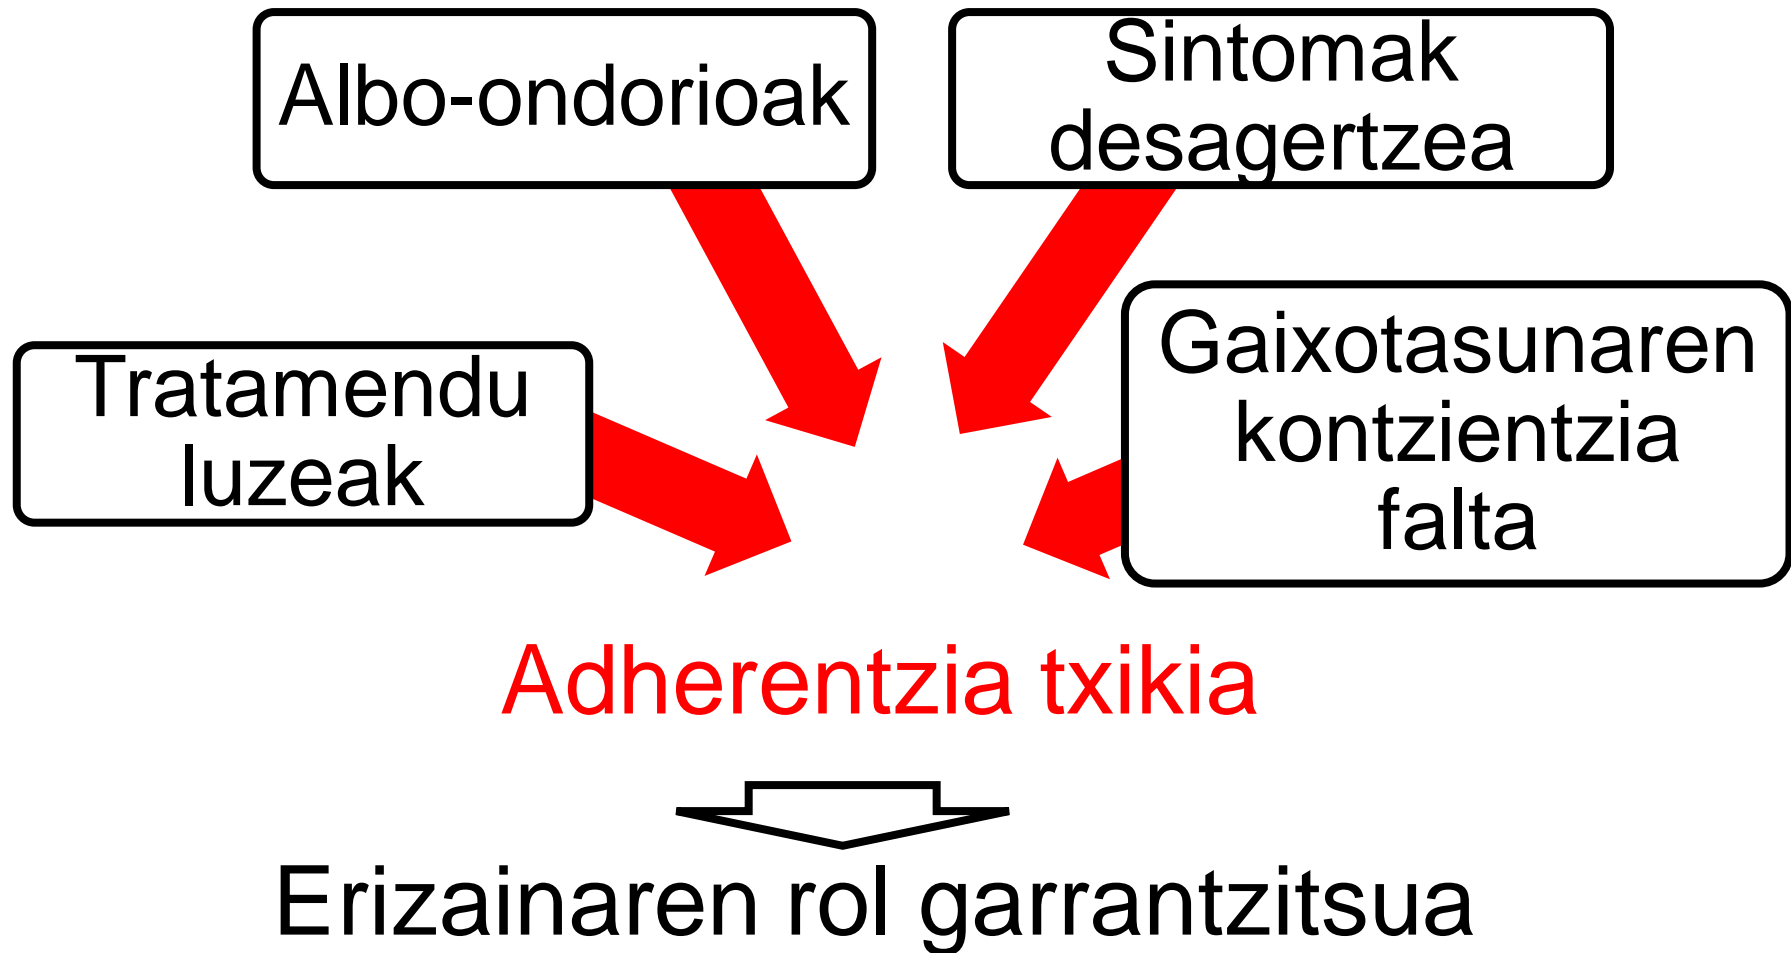 Albo-ondorioak
Sintomak
desagertzea
Tratamendu
luzeak
Gaixotasunaren
kontzientzia
falta
Adherentzia txikia
Erizainaren rol garrantzitsua